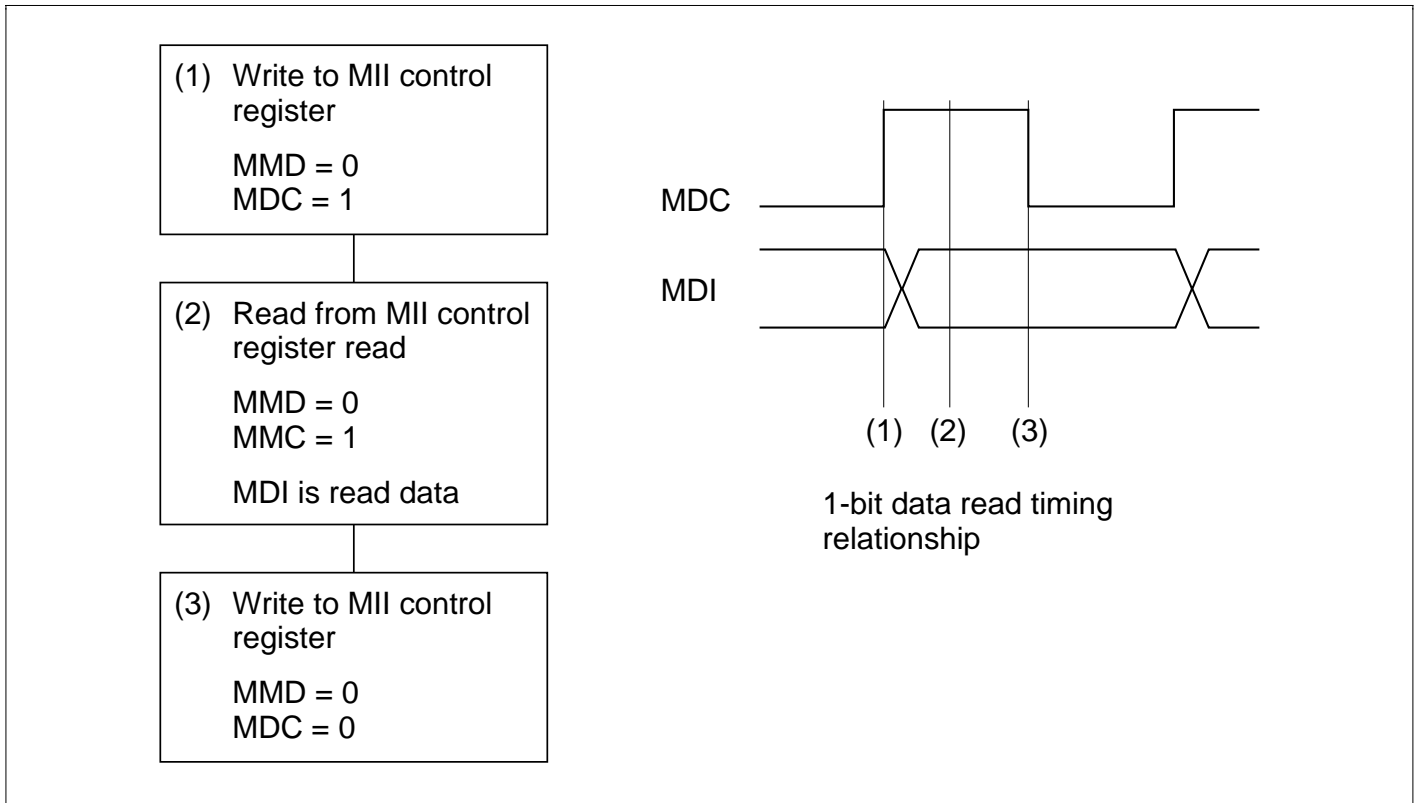 (1) Write to MII control
register
MMD = 0
MDC = 1
(2) Read from MII control
register read
MMD = 0
MMC = 1
MDI is read data
(3) Write to MII control
register
MMD = 0
MDC = 0
MDC
MDI
(1) (2) (3)
1-bit data read timing
relationship